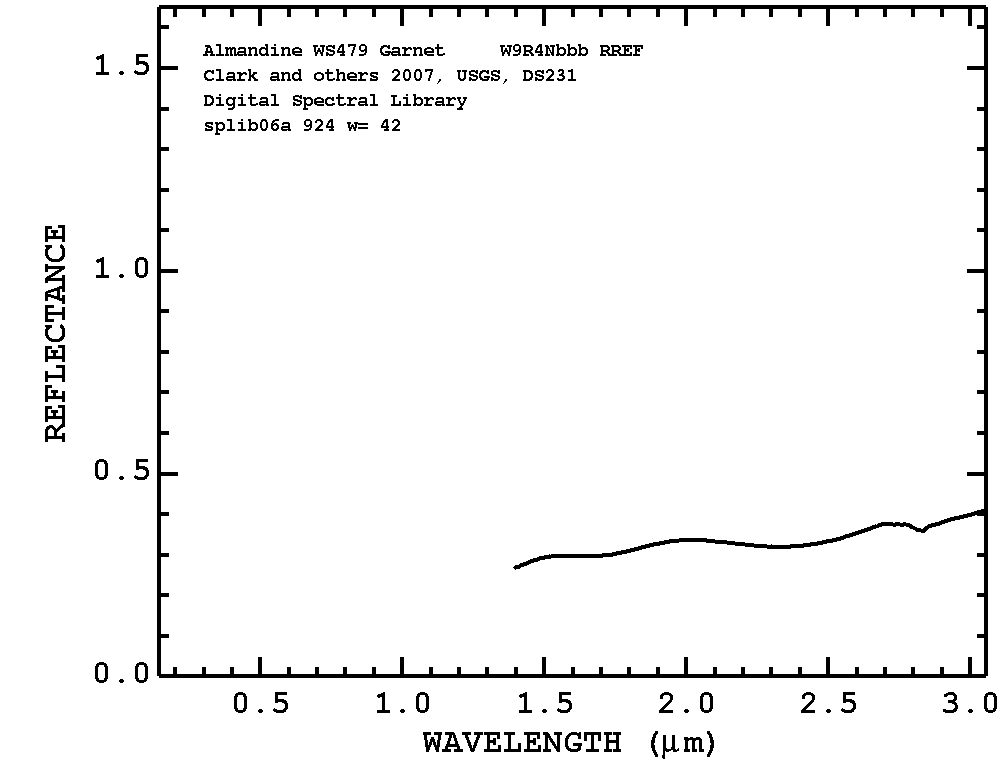 Almandine WS479 Garnet W9R4Nbbb RREF
Clark and others 2007, USGS, DS231
Digital Spectral Library
splib06a 924 w= 42
1.5
1.0
0.5
0.0
REFLECTANCE
0.5 1.0 1.5 2.0 2.5 3.0
WAVELENGTH (μm)